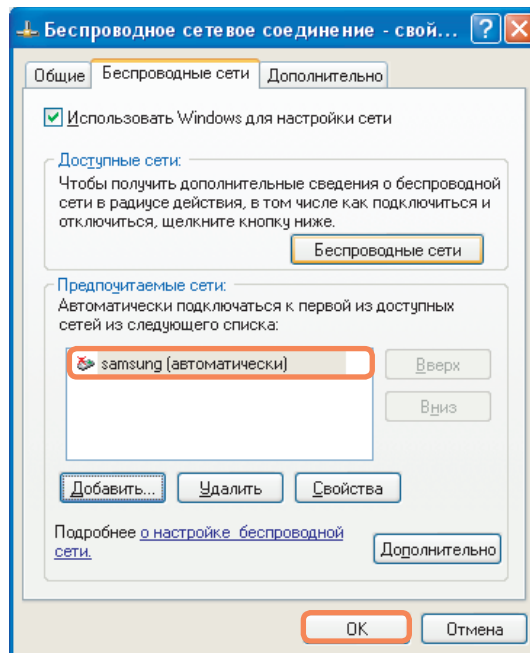 Беспроводное сетевое соединение - свой...
Общие Беспроводные сети Дополнительно
Использовать Windows для настройки сети
Доступные сети:
Чтобы получить дополнительные сведения о беспроводной
сети в радиусе действия, в том числе как подключиться и
отключиться, щелкните кнопку ниже.
Беспроводные сети
Предпочитаемые сети:
Автоматически подключаться к первой из доступных
сетей из следующего списка:
samsung (автоматически)
Вверх
Вниз
Добавить... Удалить Свойства
Подробнее о настройке беспроводной
сети.
Дополнительно
OK Отмена